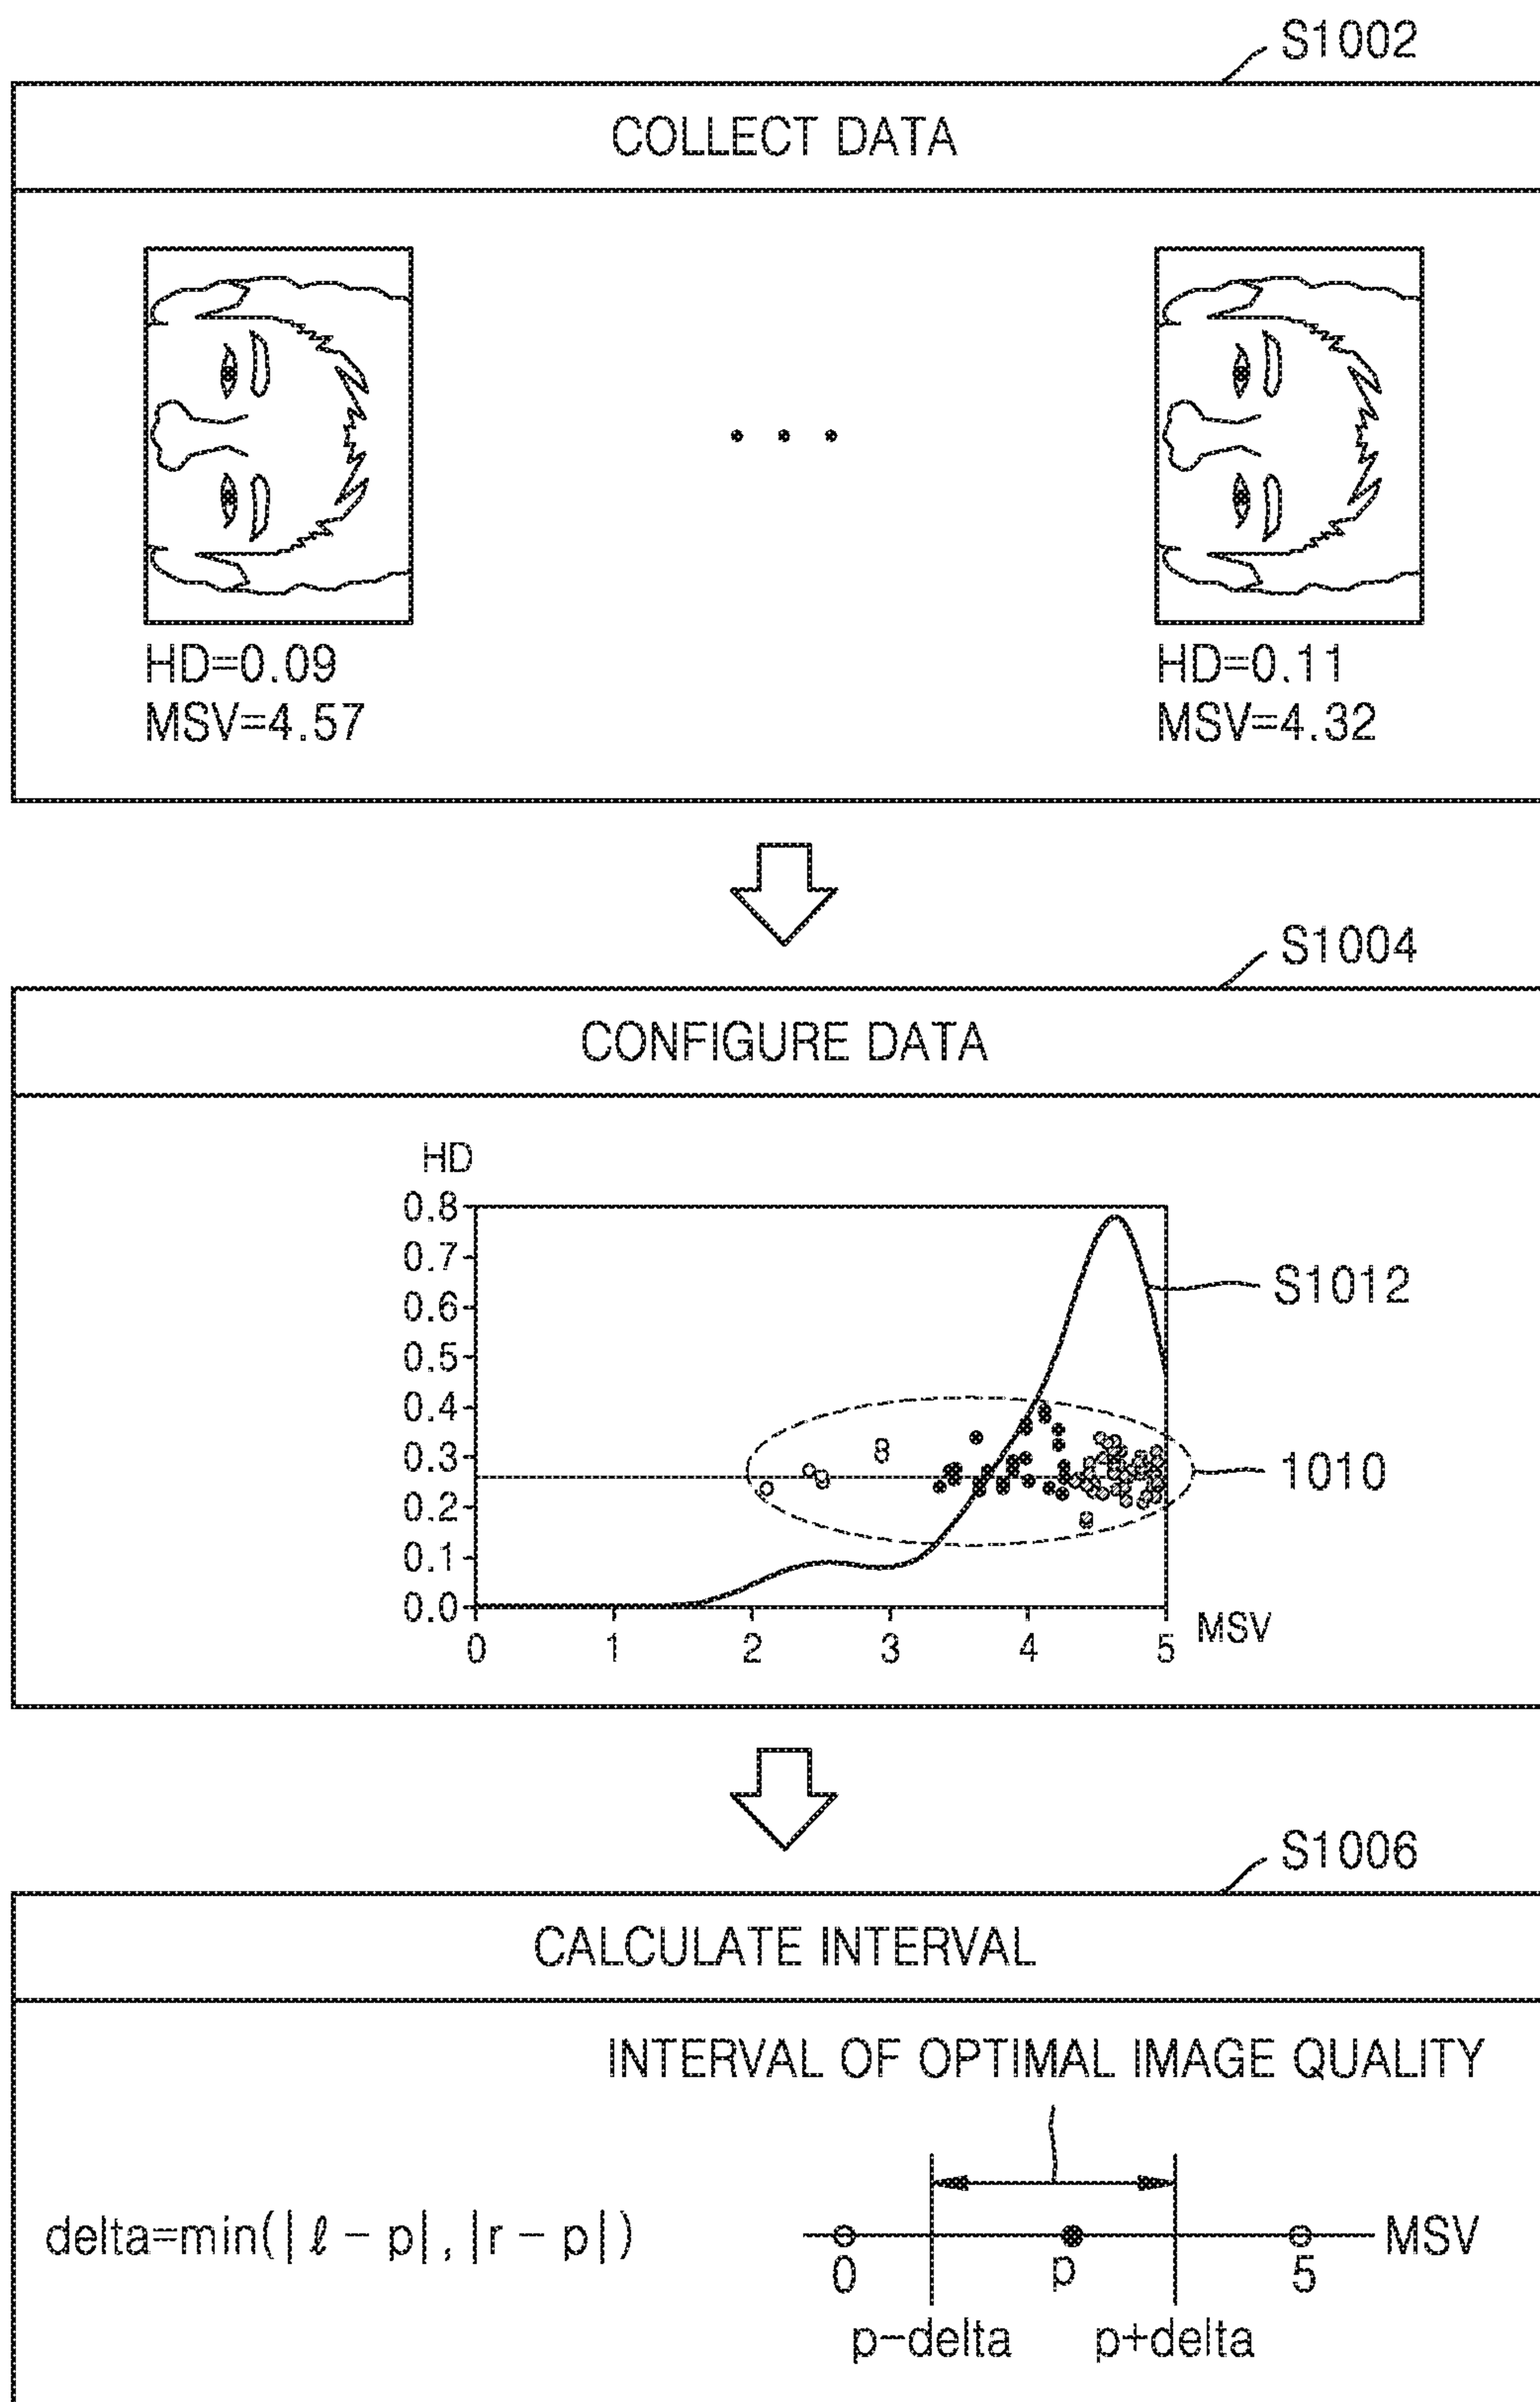 S1002
COLLECT DATA
HD=0.09
MSV=4.57
HD=0.11
MSV=4.32
S1004
CONFIGURE DATA
HD
0.8
0.7
0.6
0.5
0.4
0.3
0.2
0.1
0.0
0 1 2 3 4 5
MSV
S1012
1010
S1006
CALCULATE INTERVAL
INTERVAL OF OPTIMAL IMAGE QUALITY
delta=min(|ℓ − p|, |r − p|)
0 p 5 MSV
p−delta p+delta